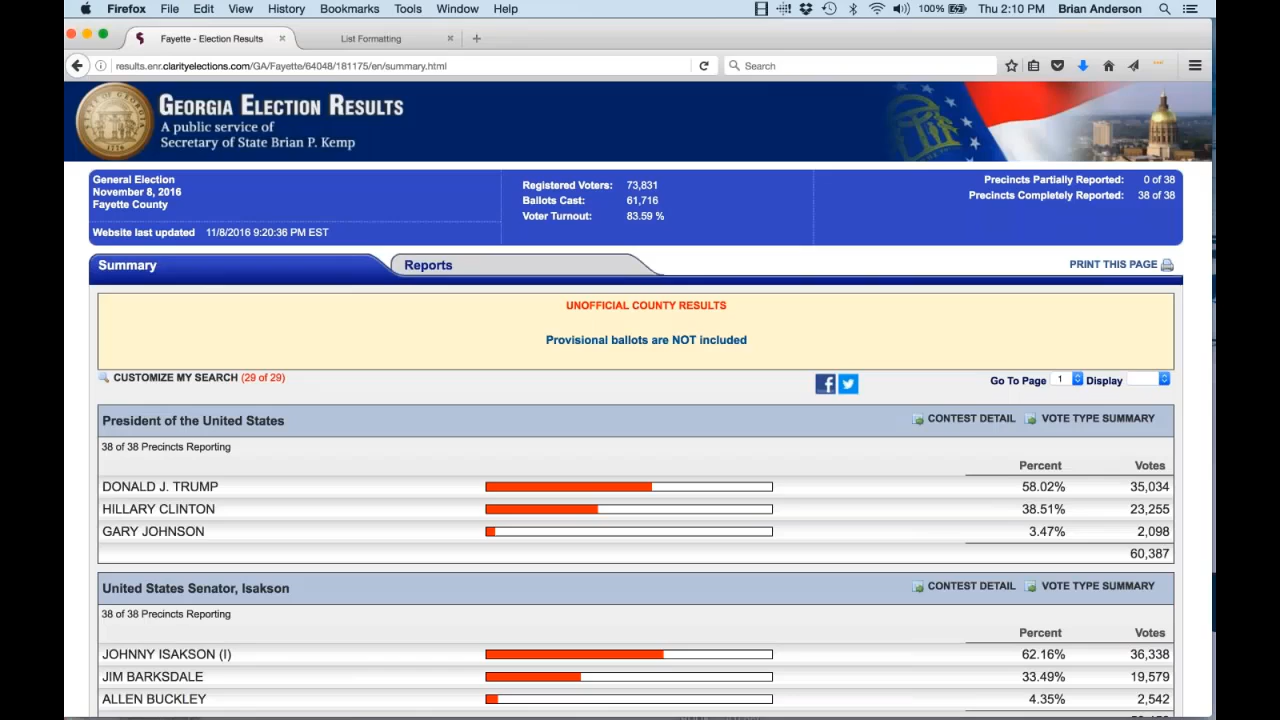 Firefox File Edit View History Bookmarks Tools Window Help 100% Thu 2:10 PM Brian Anderson
Fayette - Election Results
List Formatting
results.enr.clarityelections.com/GA/Fayette/64048/181175/en/summary.html
Search
GEORGIA ELECTION RESULTS
A public service of
Secretary of State Brian P. Kemp
General Election
November 8, 2016
Fayette County
Website last updated 11/8/2016 9:20:36 PM EST
Registered Voters: 73,831
Ballots Cast: 61,716
Voter Turnout: 83.59 %
Precincts Partially Reported: 0 of 38
Precincts Completely Reported: 38 of 38
Summary
Reports
PRINT THIS PAGE
UNOFFICIAL COUNTY RESULTS
Provisional ballots are NOT included
CUSTOMIZE MY SEARCH (29 of 29)
Go To Page 1 Display
President of the United States
CONTEST DETAIL VOTE TYPE SUMMARY
38 of 38 Precincts Reporting
Percent Votes
DONALD J. TRUMP 58.02% 35,034
HILLARY CLINTON 38.51% 23,255
GARY JOHNSON 3.47% 2,098
60,387
United States Senator, Isakson
CONTEST DETAIL VOTE TYPE SUMMARY
38 of 38 Precincts Reporting
Percent Votes
JOHNNY ISAKSON (I) 62.16% 36,338
JIM BARKSDALE 33.49% 19,579
ALLEN BUCKLEY 4.35% 2,542